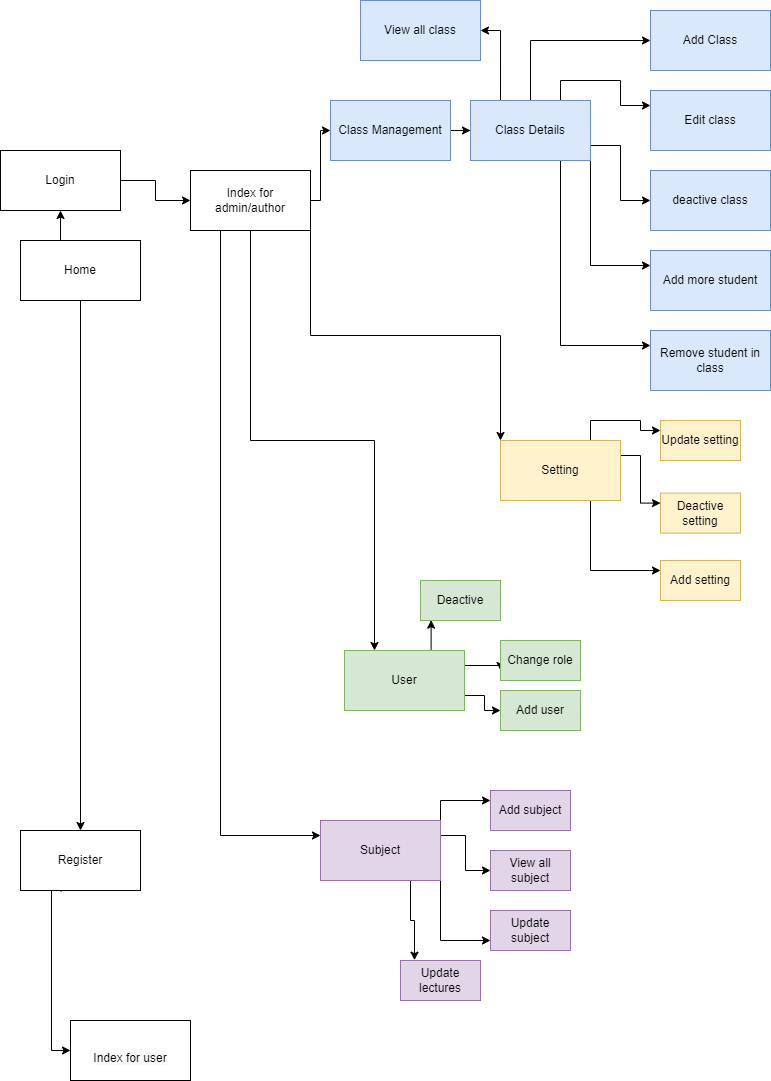 View all class
Add Class
Class Management
Class Details
Edit class
Login
Index for
admin/author
deactive class
Home
Add more student
Remove student in
class
Setting
Update setting
Deactive
setting
Add setting
Deactive
User
Change role
Add user
Add subject
Subject
View all
subject
Register
Update
subject
Update
lectures
Index for user